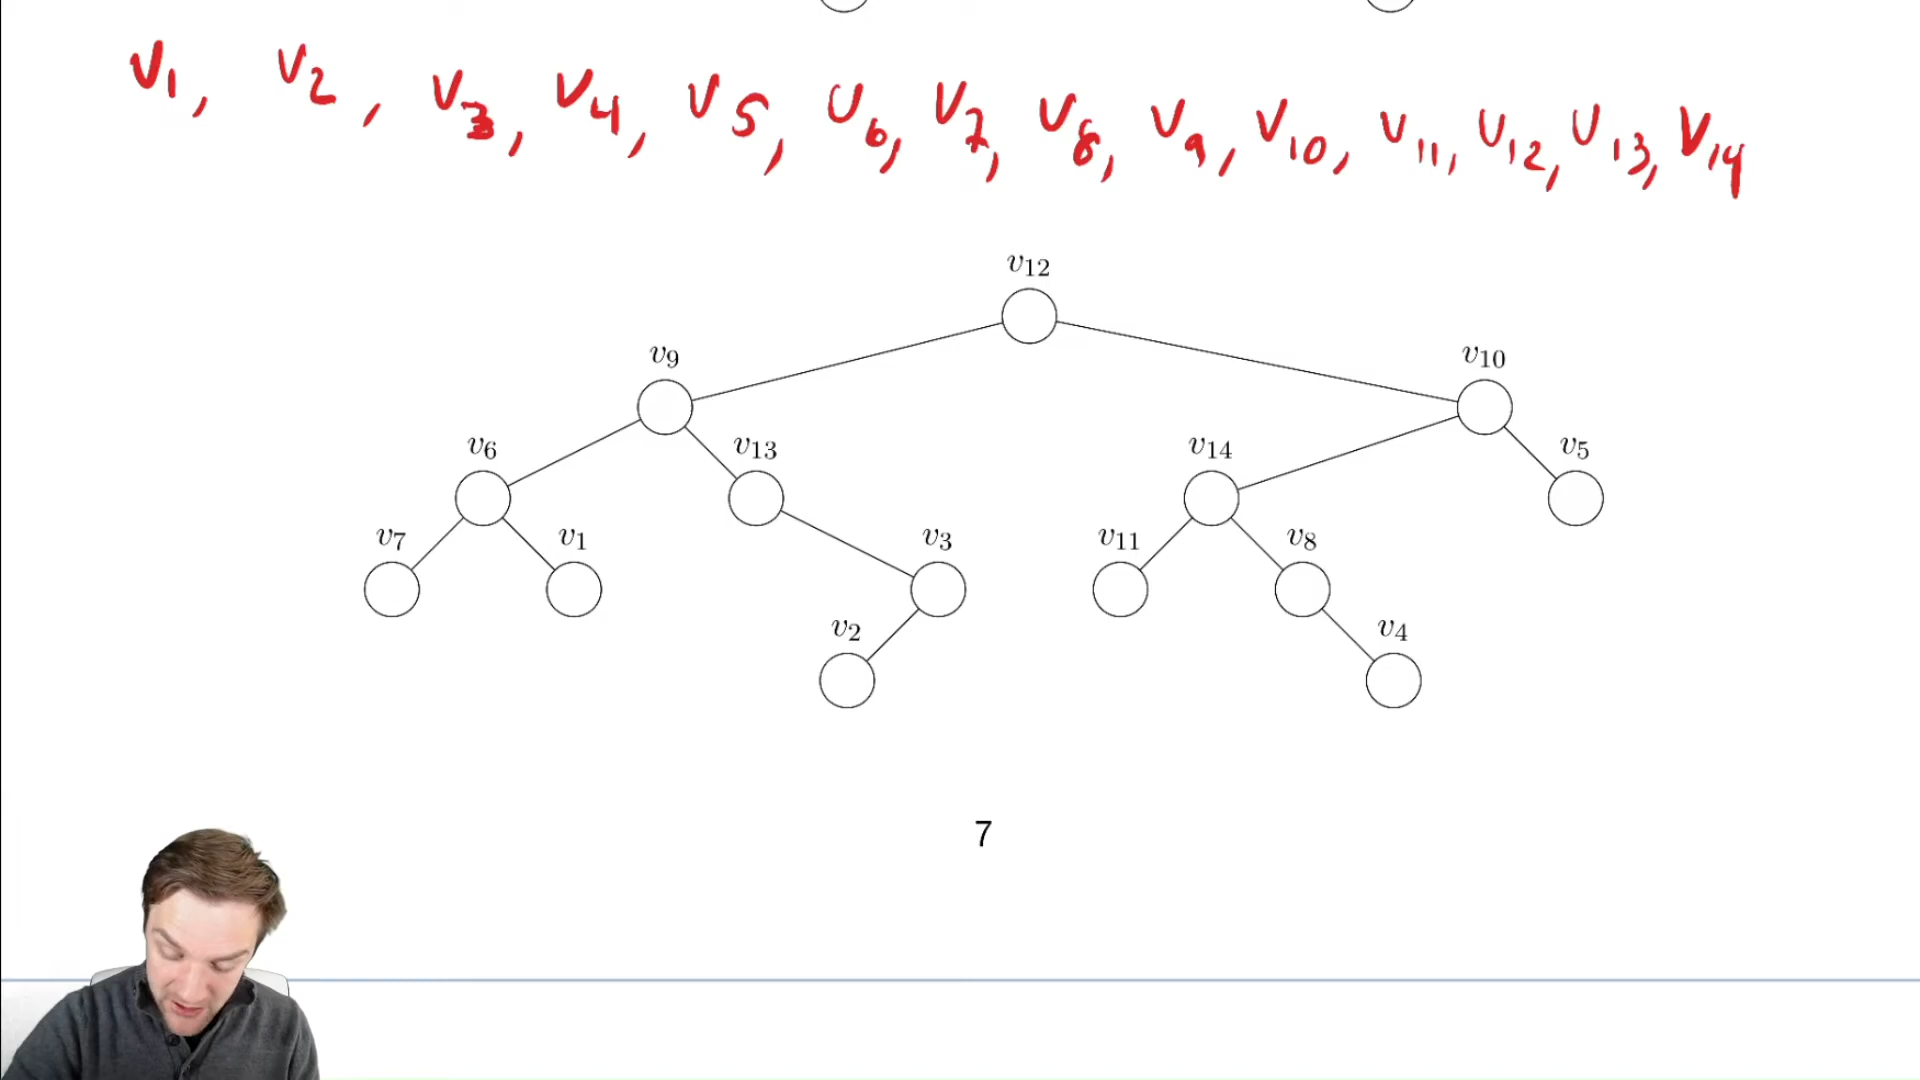 v1, v2, v3, v4, v5, v6, v7, v8, v9, v10, v11, v12, v13, v14
v12
v9 v10
v6 v13 v14 v5
v7 v1 v3 v11 v8
v2 v4
7